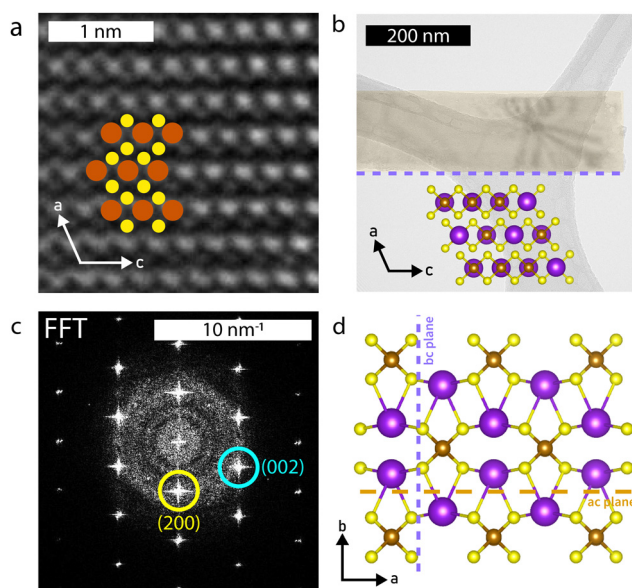 a
1 nm
a
c
b
200 nm
a
c
c
FFT
10 nm⁻¹
(002)
(200)
d
bc plane
ac plane
b
a